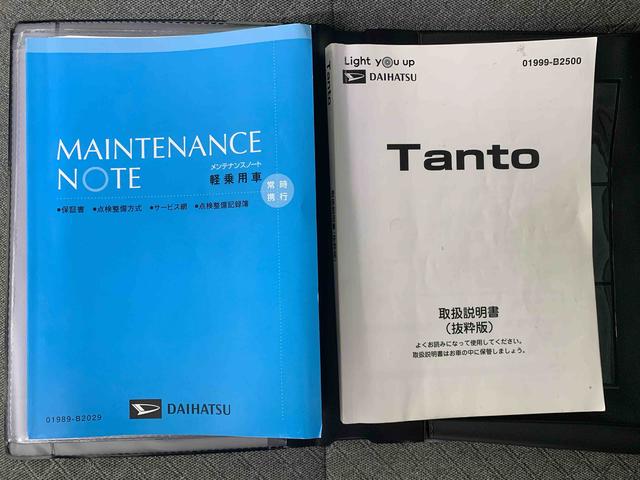 MAINTENANCE
NOTE
メンテナンスノート
軽乗用車
常時
携行
●保証書 ●点検整備方式 ●サービス網 ●点検整備記録簿
01989-B2029
DAIHATSU
Light you up
DAIHATSU
01999-B2500
Tanto
Tanto
取扱説明書
(抜粋版)
よくお読みになって使用してください。
取扱説明書はお車の中に保管しましょう。